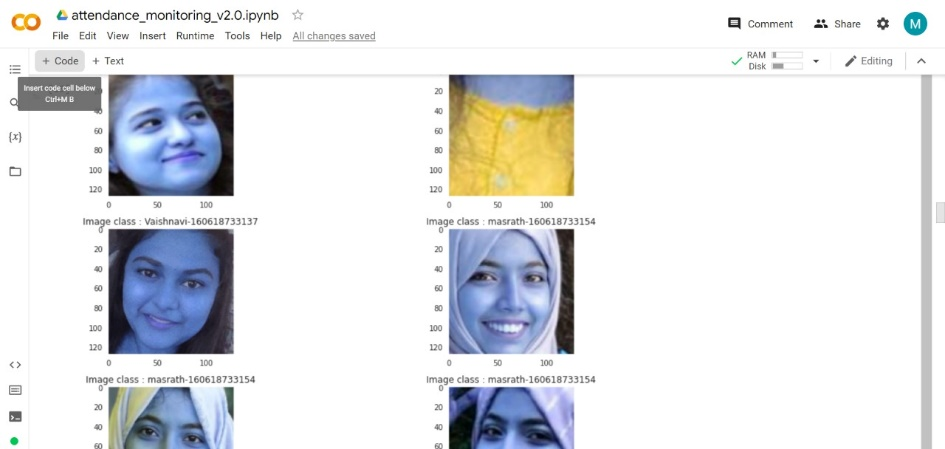 attendance_monitoring_v2.0.ipynb
File Edit View Insert Runtime Tools Help All changes saved
Comment Share M
+ Code + Text
RAM
Disk
Editing
Insert code cell below
Ctrl+M B
{x}
40
60
80
100
120
0 50 100
20
40
60
80
100
120
0 50 100
Image class : Vaishnavi-160618733137
0
20
40
60
80
100
120
0 50 100
Image class : masrath-160618733154
0
20
40
60
80
100
120
0 50 100
Image class : masrath-160618733154
0
20
40
60
Image class : masrath-160618733154
0
20
40
60